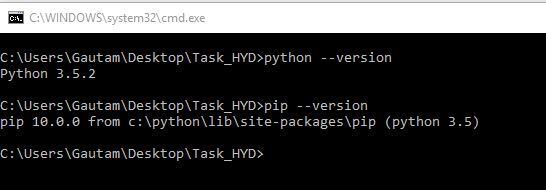 C:\WINDOWS\system32\cmd.exe
C:\Users\Gautam\Desktop\Task_HYD>python --version
Python 3.5.2
C:\Users\Gautam\Desktop\Task_HYD>pip --version
pip 10.0.0 from c:\python\lib\site-packages\pip (python 3.5)
C:\Users\Gautam\Desktop\Task_HYD>